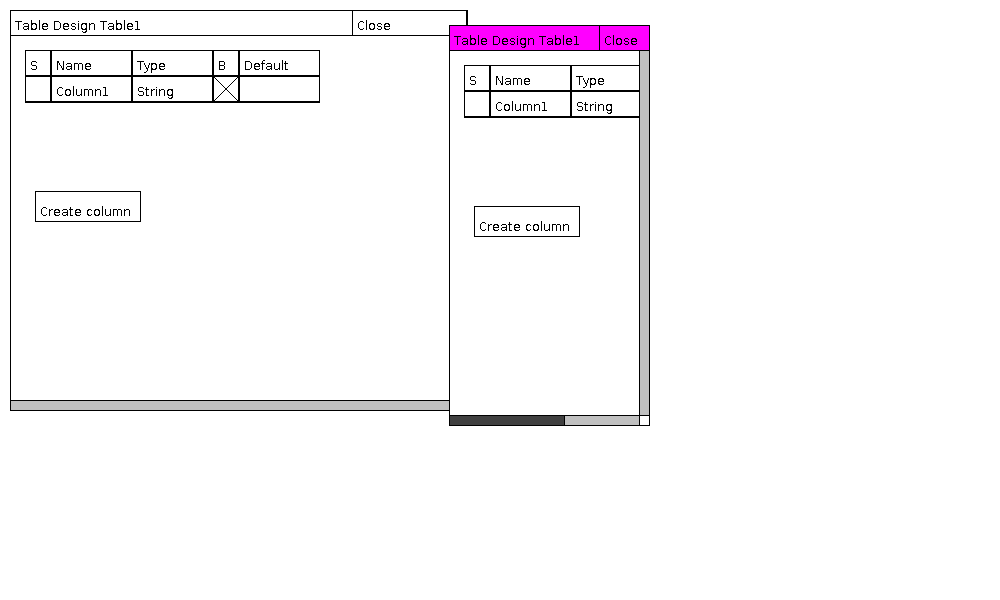 Table Design Table1 Close
S Name Type B Default
Column1 String
Create column
Table Design Table1 Close
S Name Type
Column1 String
Create column